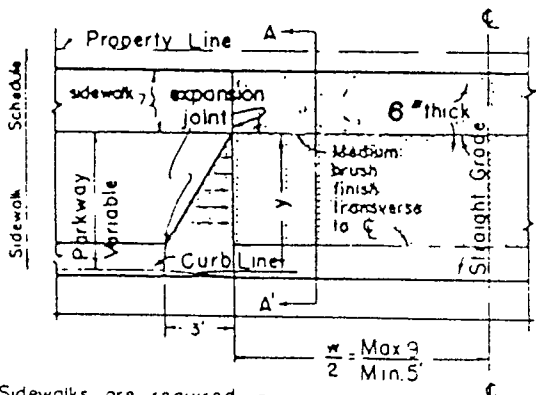 ℄
Property Line
A
Sidewalk Schedule
sidewalk
expansion
joint
6" thick
Medium
brush
finish
transverse
to ℄
Straight Grade
Parkway
Variable
y
Curb Line
A'
3'
w/2 = Max 9 / Min. 5'
Sidewalks are required
℄